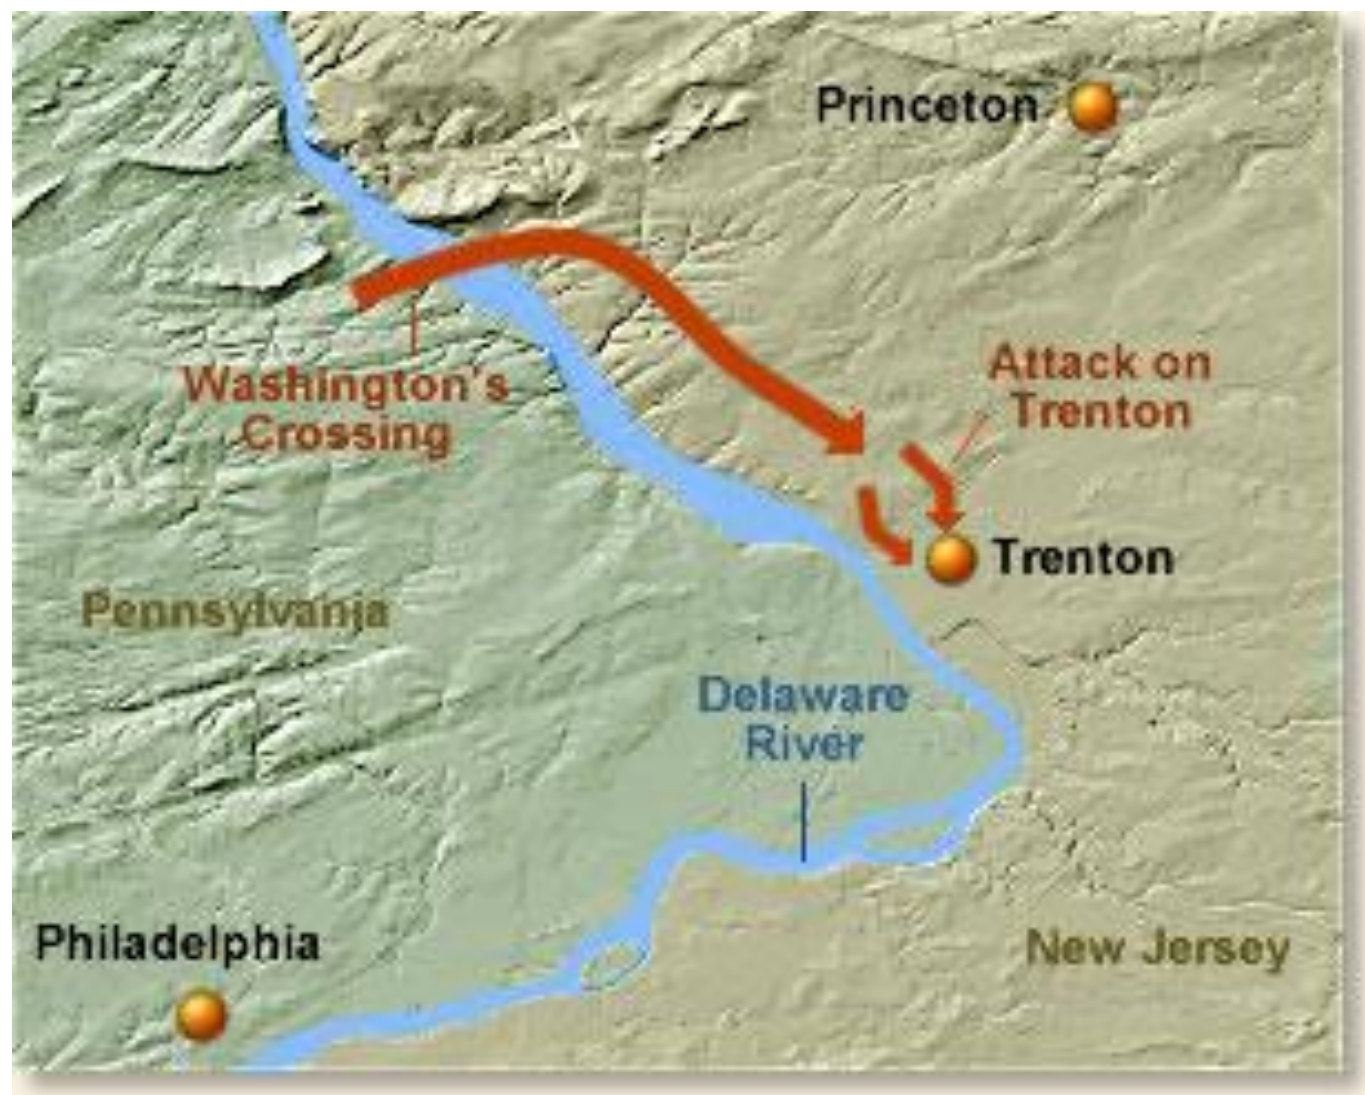 Princeton
Washington's
Crossing
Attack on
Trenton
Trenton
Pennsylvania
Delaware
River
Philadelphia
New Jersey